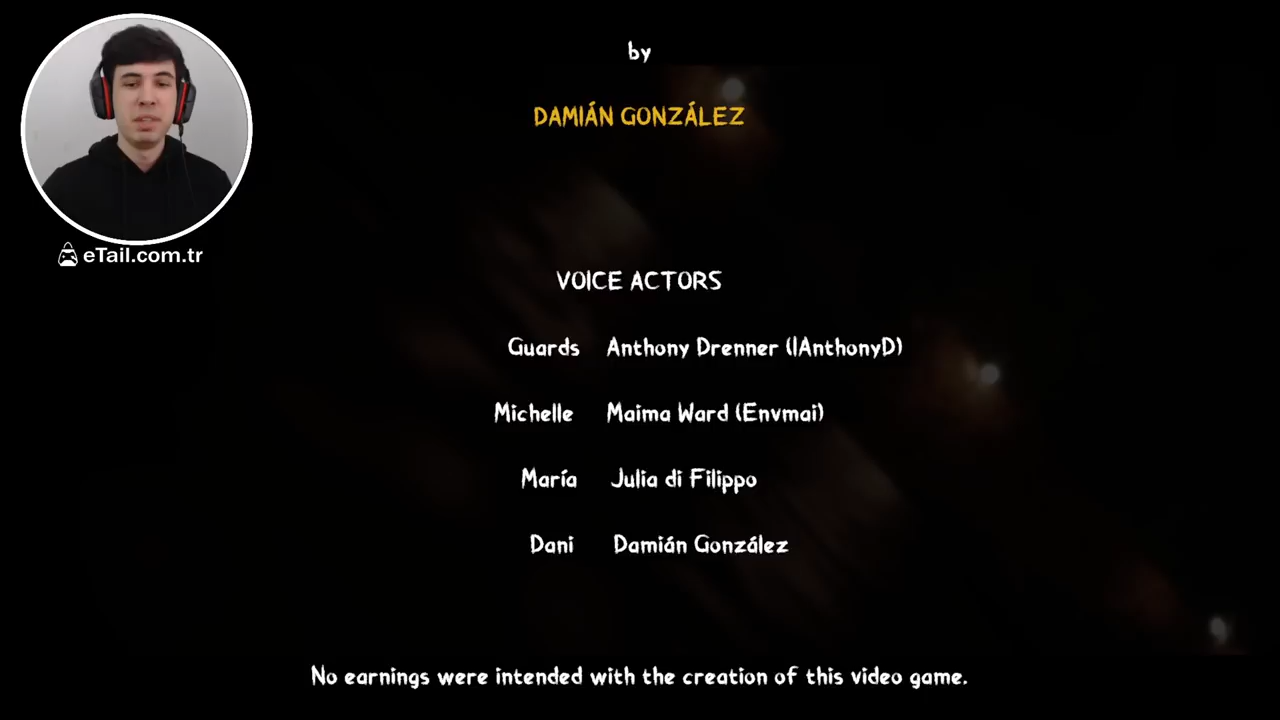 by
DAMIÁN GONZÁLEZ
eTail.com.tr
VOICE ACTORS
Guards Anthony Drenner (IAnthonyD)
Michelle Maima Ward (Envmai)
María Julia di Filippo
Dani Damián González
No earnings were intended with the creation of this video game.